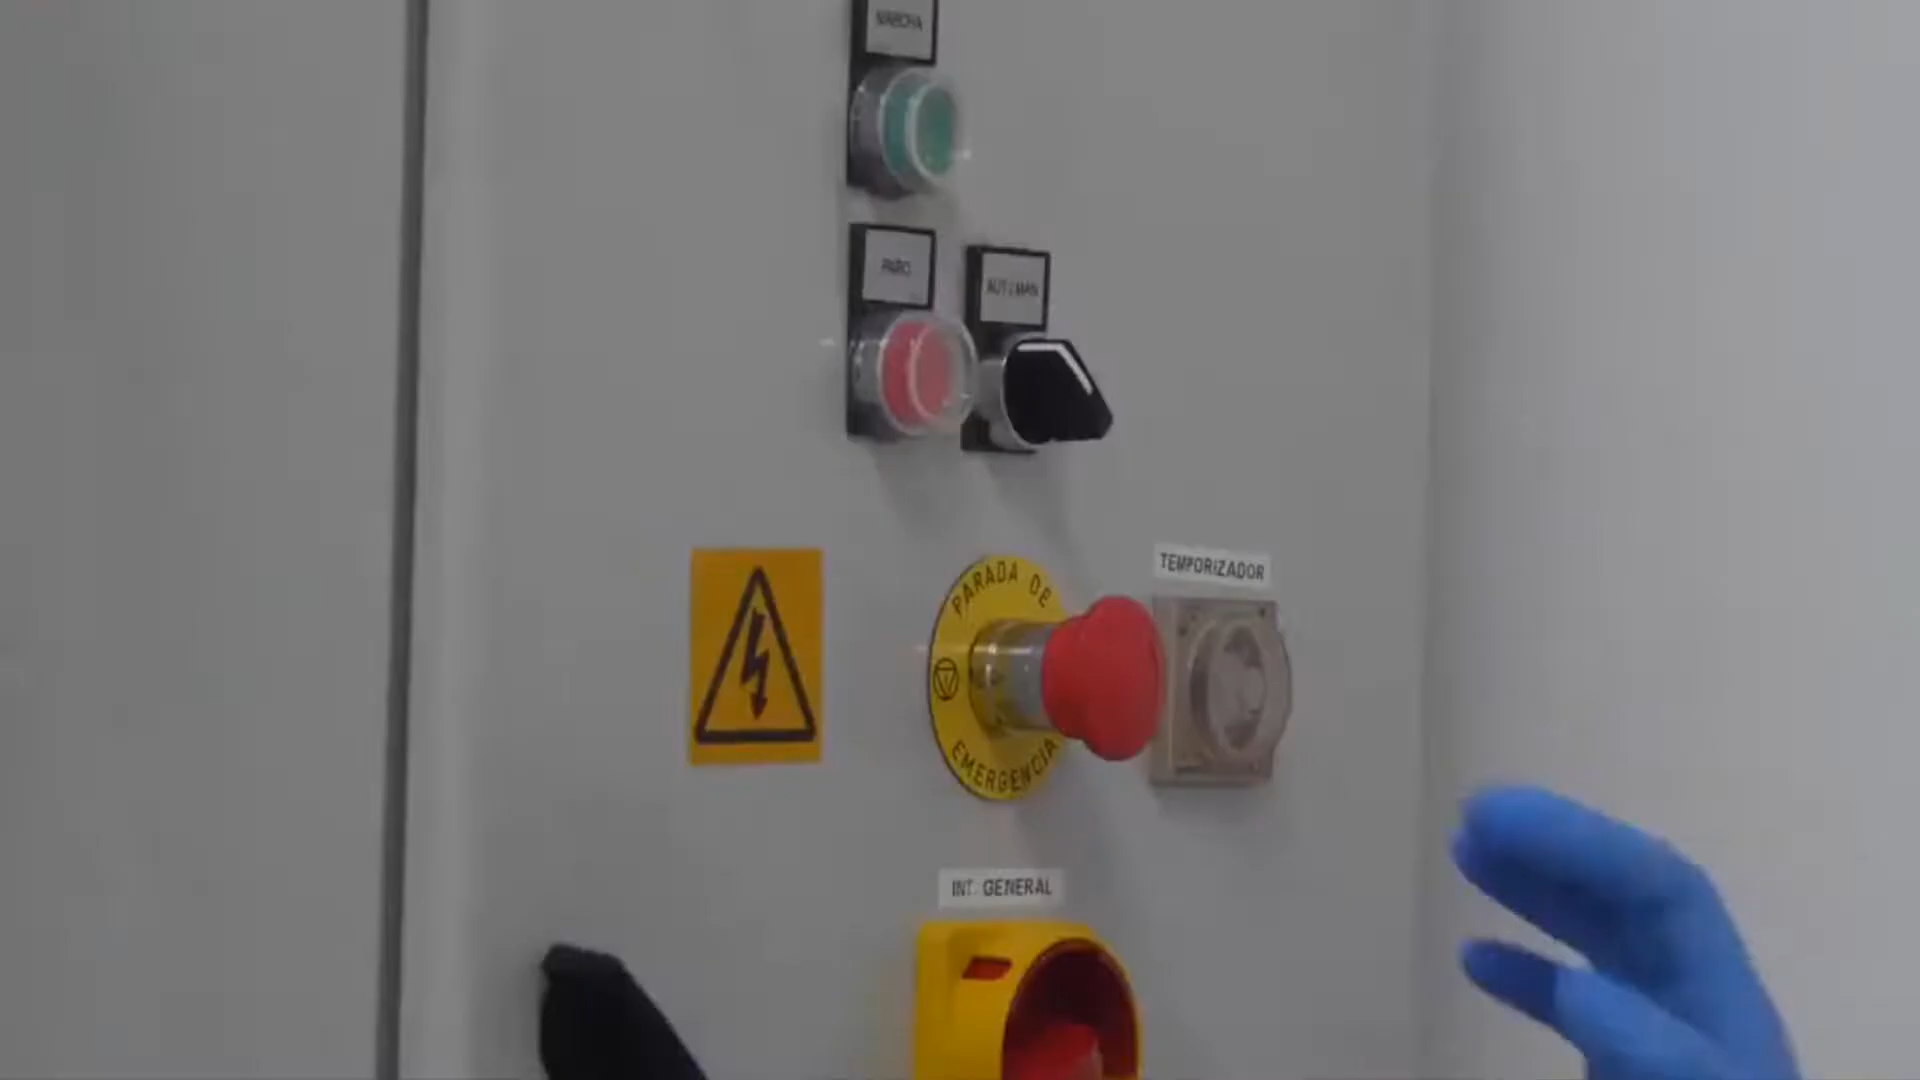 MARCHA
PARO
AUT / MAN
PARADA DE
EMERGENCIA
TEMPORIZADOR
INT. GENERAL